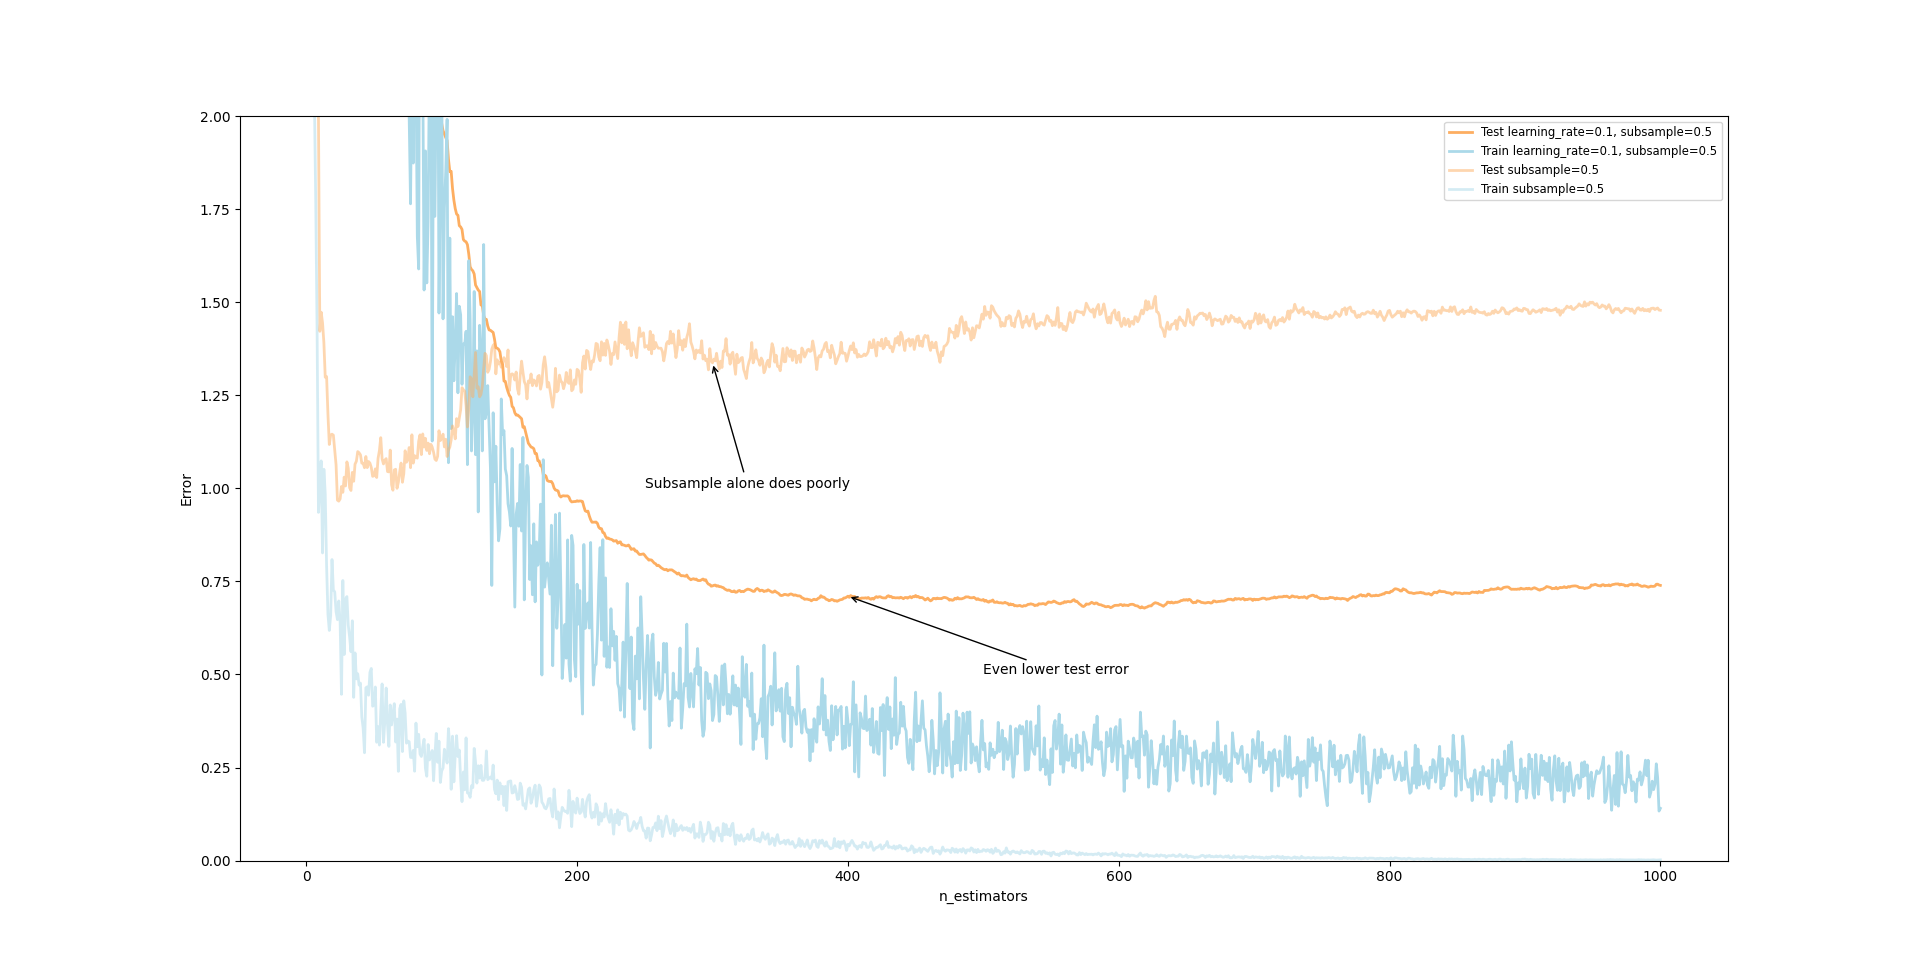 2.00
1.75
1.50
1.25
1.00
0.75
0.50
0.25
0.00
Error
Test learning_rate=0.1, subsample=0.5
Train learning_rate=0.1, subsample=0.5
Test subsample=0.5
Train subsample=0.5
Subsample alone does poorly
Even lower test error
0 200 400 600 800 1000
n_estimators